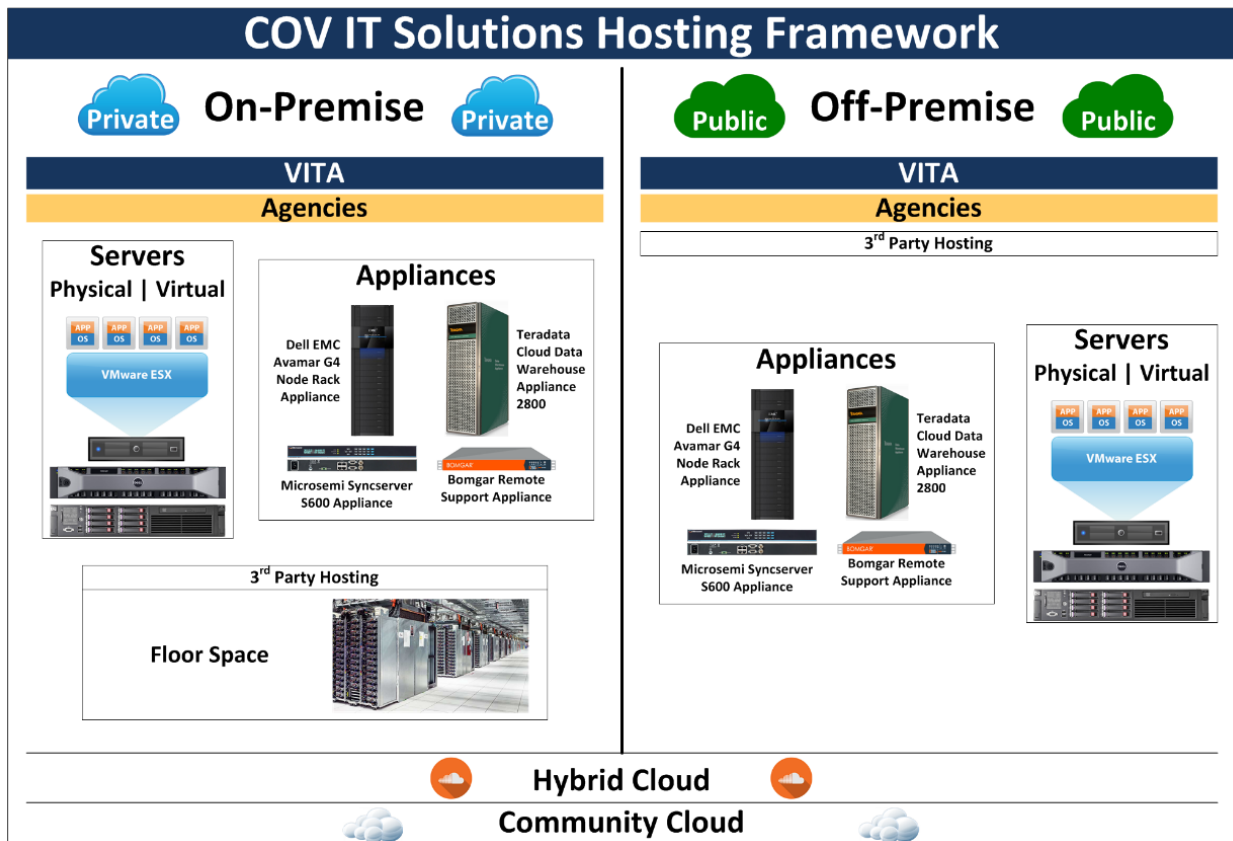 COV IT Solutions Hosting Framework
Private
On-Premise
Private
VITA
Agencies
Servers
Physical | Virtual
APP APP APP APP
OS OS OS OS
VMware ESX
Appliances
Dell EMC
Avamar G4
Node Rack
Appliance
Teradata
Cloud Data
Warehouse
Appliance
2800
Microsemi Syncserver
S600 Appliance
BOMGAR
Bomgar Remote
Support Appliance
3rd Party Hosting
Floor Space
Public
Off-Premise
Public
VITA
Agencies
3rd Party Hosting
Appliances
Dell EMC
Avamar G4
Node Rack
Appliance
Teradata
Cloud Data
Warehouse
Appliance
2800
Microsemi Syncserver
S600 Appliance
BOMGAR
Bomgar Remote
Support Appliance
Servers
Physical | Virtual
APP APP APP APP
OS OS OS OS
VMware ESX
Hybrid Cloud
Community Cloud